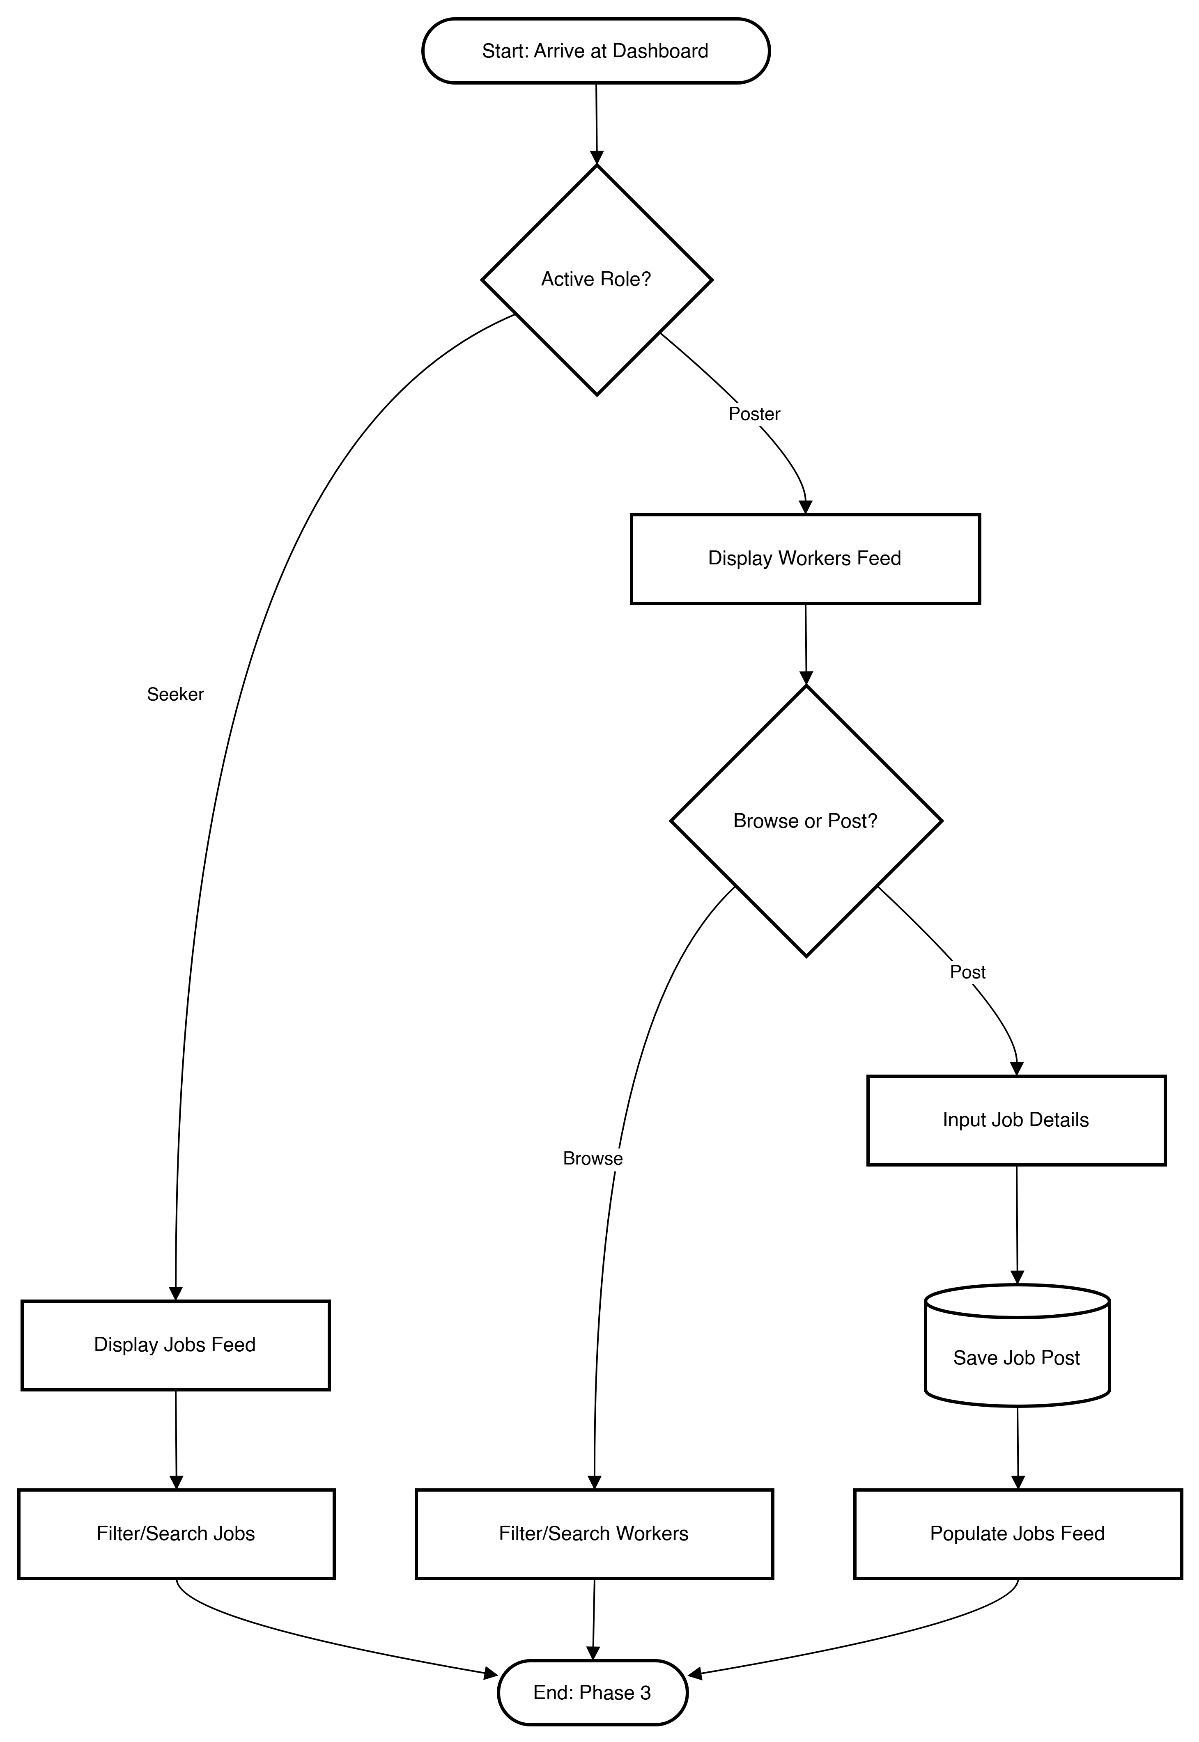 Start: Arrive at Dashboard
Active Role?
Poster
Display Workers Feed
Seeker
Browse or Post?
Post
Input Job Details
Browse
Display Jobs Feed
Save Job Post
Filter/Search Jobs
Filter/Search Workers
Populate Jobs Feed
End: Phase 3